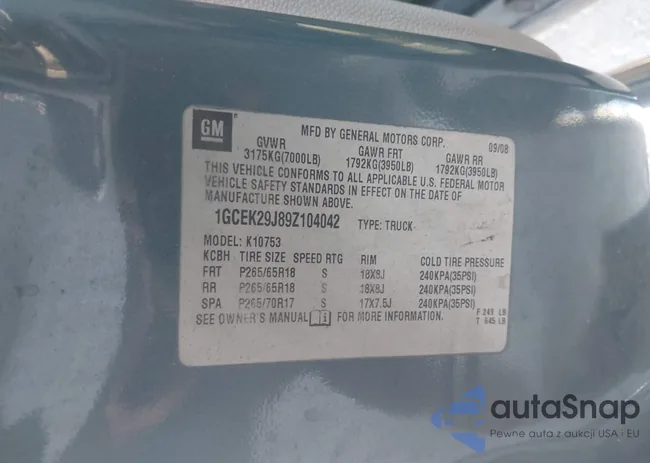 GM
MFD BY GENERAL MOTORS CORP. 09/08
GVWR GAWR FRT GAWR RR
3175KG(7000LB) 1792KG(3950LB) 1792KG(3950LB)
THIS VEHICLE CONFORMS TO ALL APPLICABLE U.S. FEDERAL MOTOR
VEHICLE SAFETY STANDARDS IN EFFECT ON THE DATE OF
MANUFACTURE SHOWN ABOVE.
1GCEK29J89Z104042 TYPE: TRUCK
MODEL: K10753
KCBH TIRE SIZE SPEED RTG RIM COLD TIRE PRESSURE
FRT P265/65R18 S 18X8J 240KPA(35PSI)
RR P265/65R18 S 18X8J 240KPA(35PSI)
SPA P265/70R17 S 17X7.5J 240KPA(35PSI)
SEE OWNER'S MANUAL FOR MORE INFORMATION.
F 249 LB
T 645 LB
autaSnap
Pewne auta z aukcji USA i EU